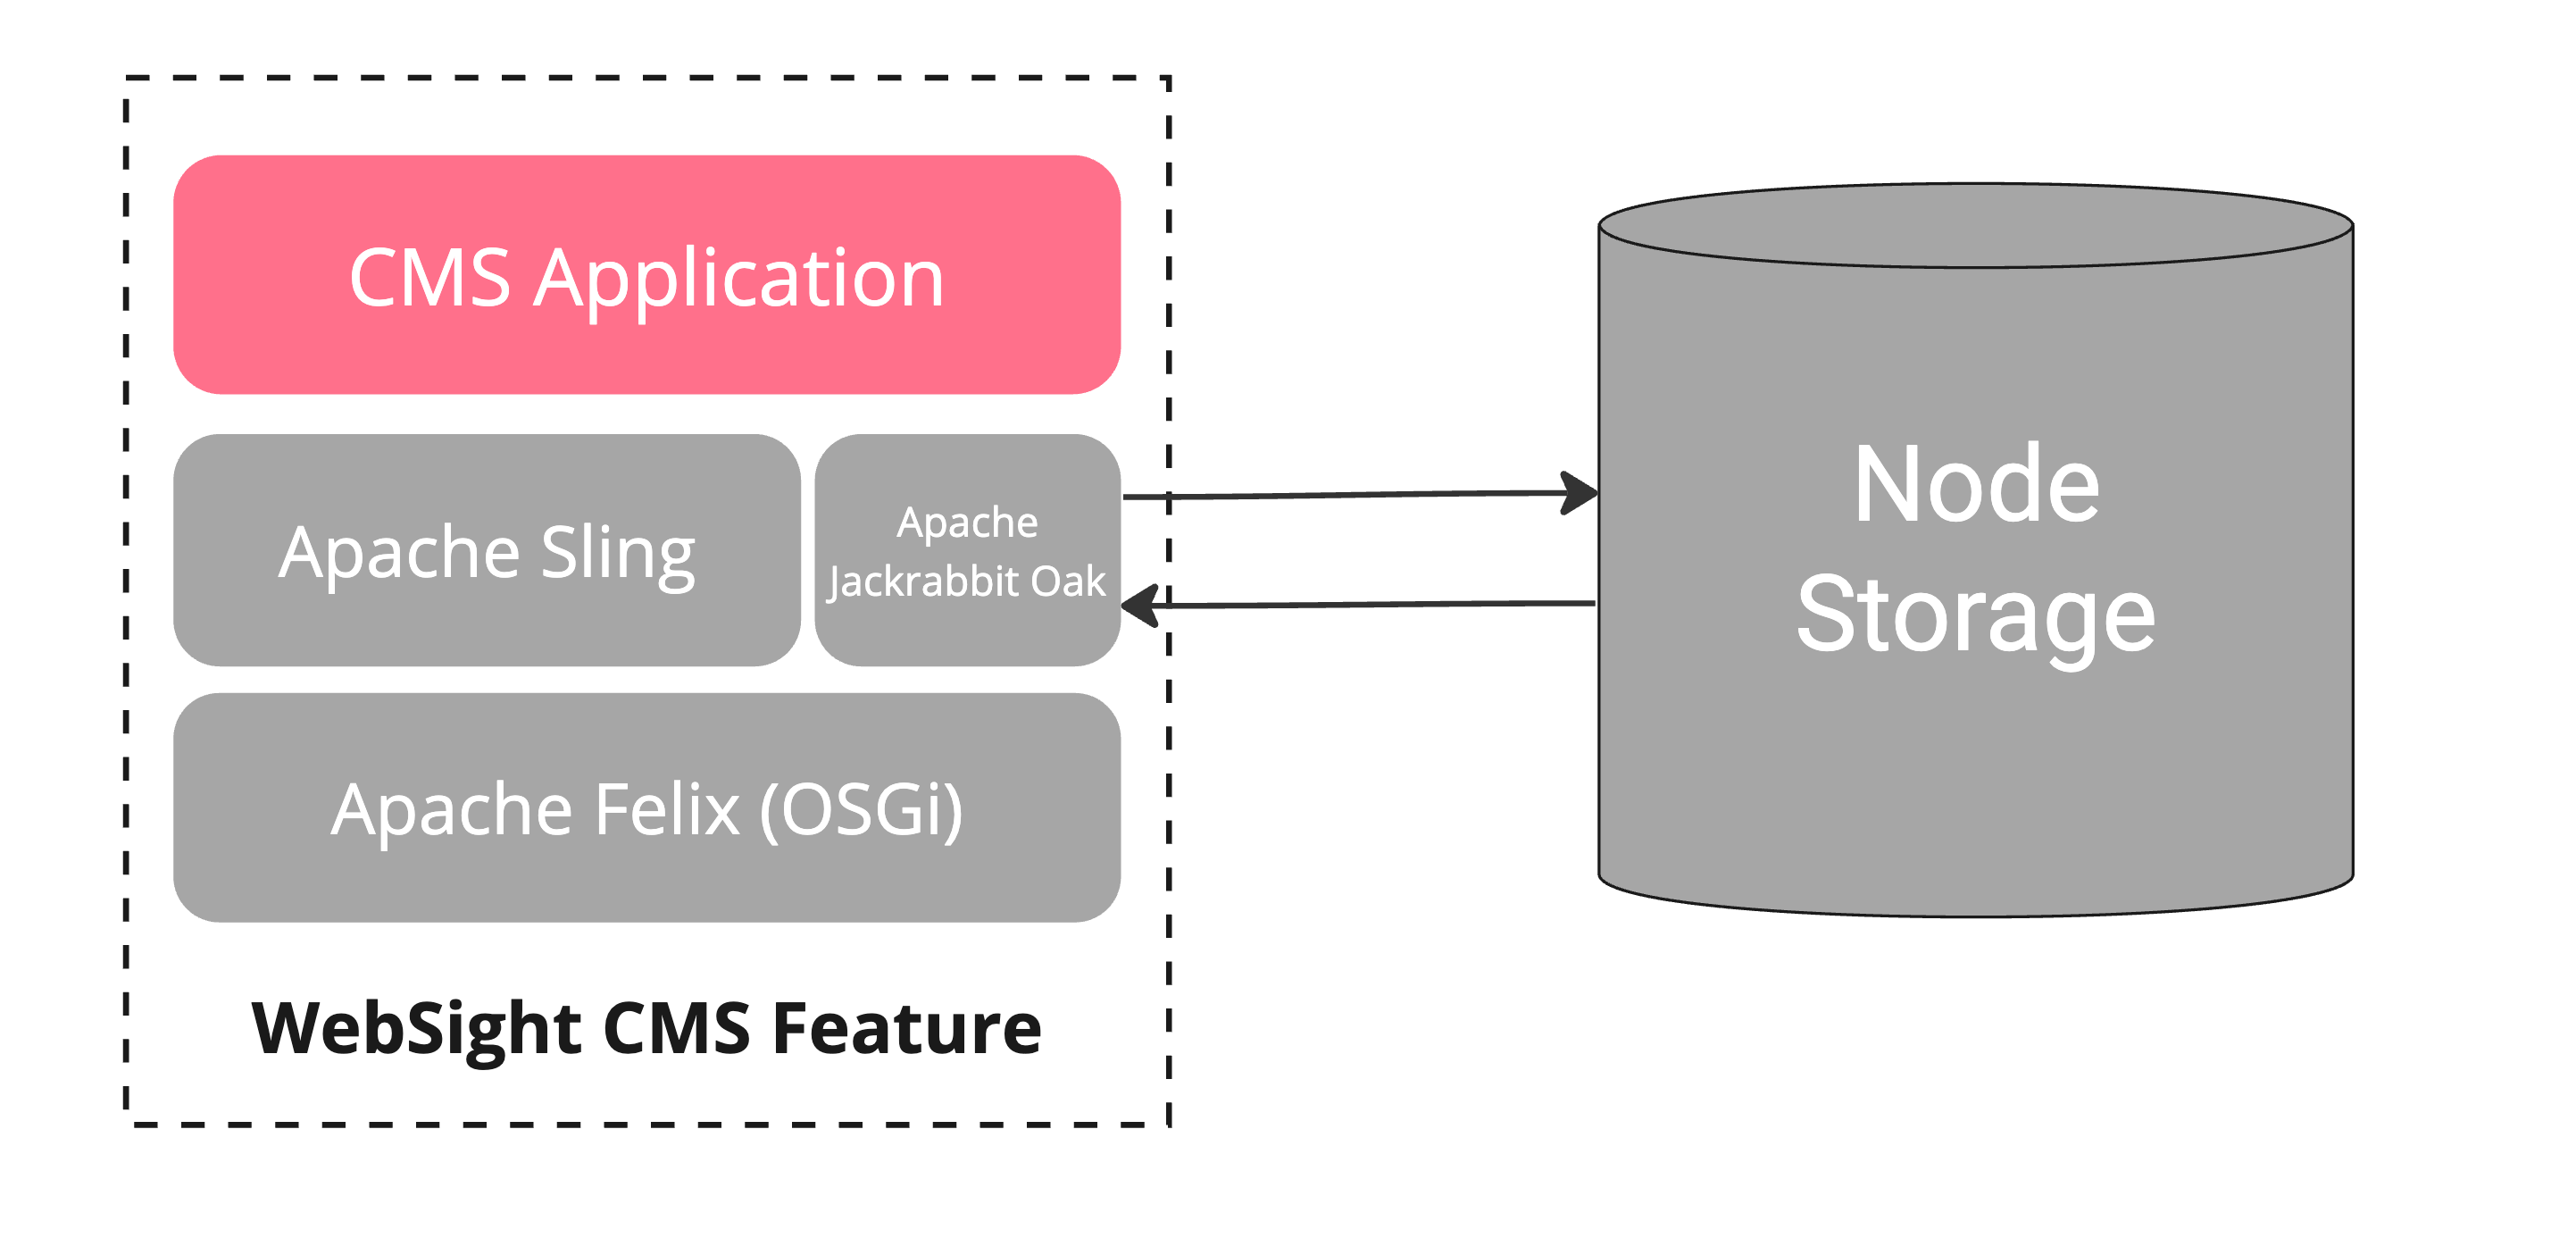 CMS Application
Apache Sling
Apache
Jackrabbit Oak
Apache Felix (OSGi)
WebSight CMS Feature
Node
Storage